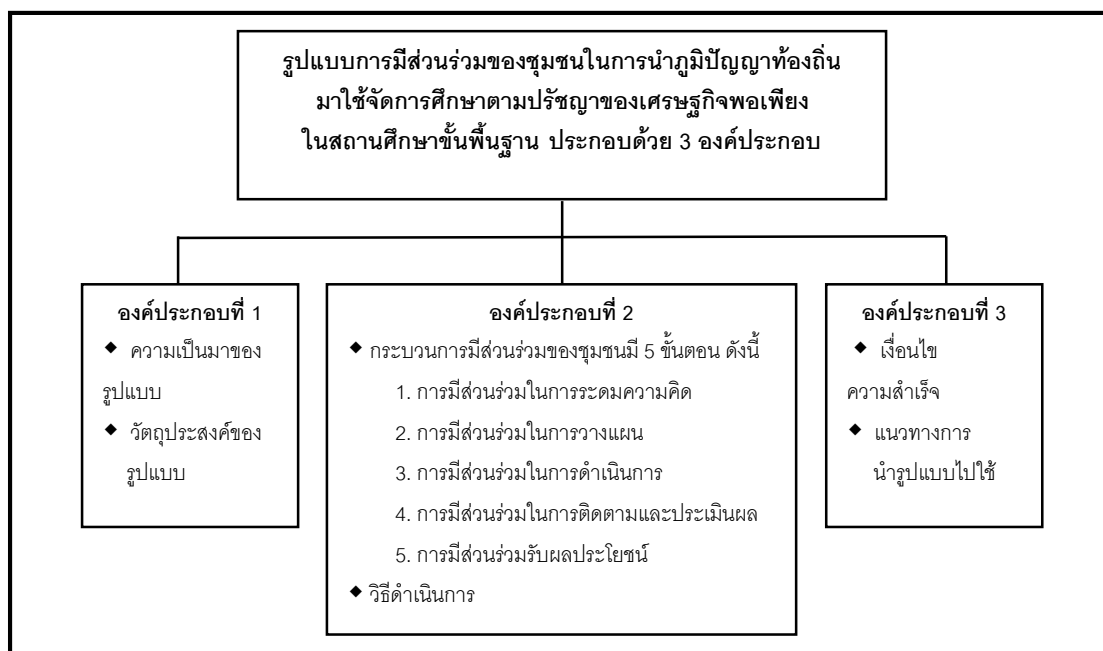 รูปแบบการมีส่วนร่วมของชุมชนในการนำภูมิปัญญาท้องถิ่น
มาใช้จัดการศึกษาตามปรัชญาของเศรษฐกิจพอเพียง
ในสถานศึกษาขั้นพื้นฐาน ประกอบด้วย 3 องค์ประกอบ
องค์ประกอบที่ 1
◆ ความเป็นมาของ
รูปแบบ
◆ วัตถุประสงค์ของ
รูปแบบ
องค์ประกอบที่ 2
◆ กระบวนการมีส่วนร่วมของชุมชนมี 5 ขั้นตอน ดังนี้
1. การมีส่วนร่วมในการระดมความคิด
2. การมีส่วนร่วมในการวางแผน
3. การมีส่วนร่วมในการดำเนินการ
4. การมีส่วนร่วมในการติดตามและประเมินผล
5. การมีส่วนร่วมรับผลประโยชน์
◆ วิธีดำเนินการ
องค์ประกอบที่ 3
◆ เงื่อนไข
ความสำเร็จ
◆ แนวทางการ
นำรูปแบบไปใช้